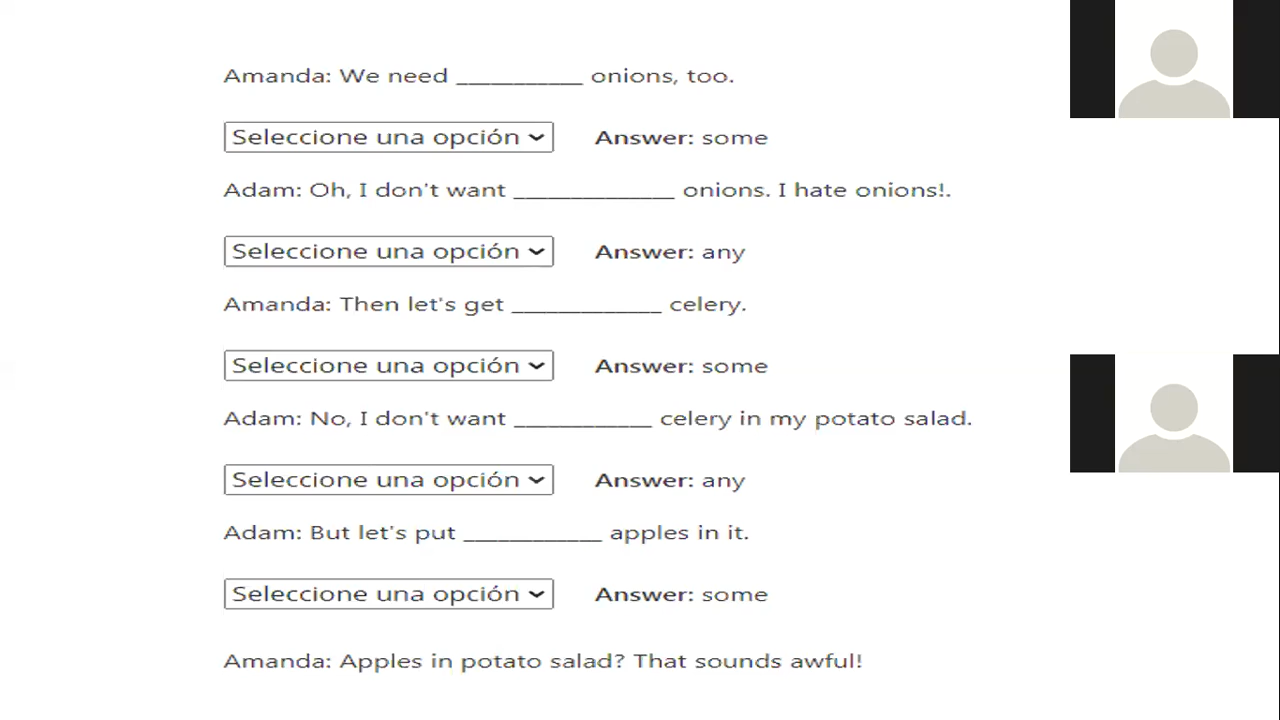 Amanda: We need ___________ onions, too.
Seleccione una opción Answer: some
Adam: Oh, I don't want ______________ onions. I hate onions!.
Seleccione una opción Answer: any
Amanda: Then let's get _____________ celery.
Seleccione una opción Answer: some
Adam: No, I don't want ____________ celery in my potato salad.
Seleccione una opción Answer: any
Adam: But let's put ____________ apples in it.
Seleccione una opción Answer: some
Amanda: Apples in potato salad? That sounds awful!